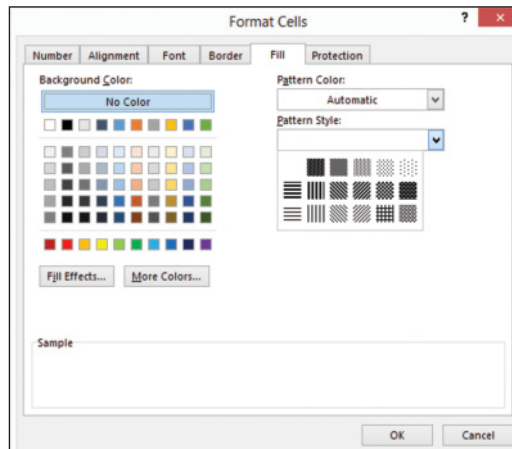 Format Cells
?
Number Alignment Font Border Fill Protection
Background Color:
No Color
Pattern Color:
Automatic
Pattern Style:
Fill Effects...
More Colors...
Sample
OK
Cancel